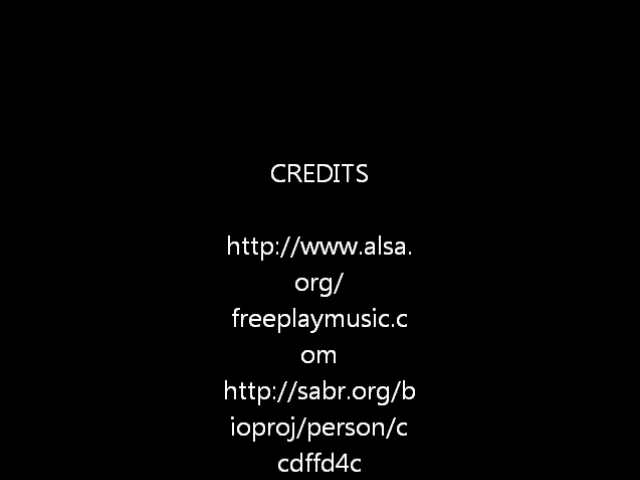 CREDITS
http://www.alsa.
org/
freeplaymusic.c
om
http://sabr.org/b
ioproj/person/c
cdffd4c